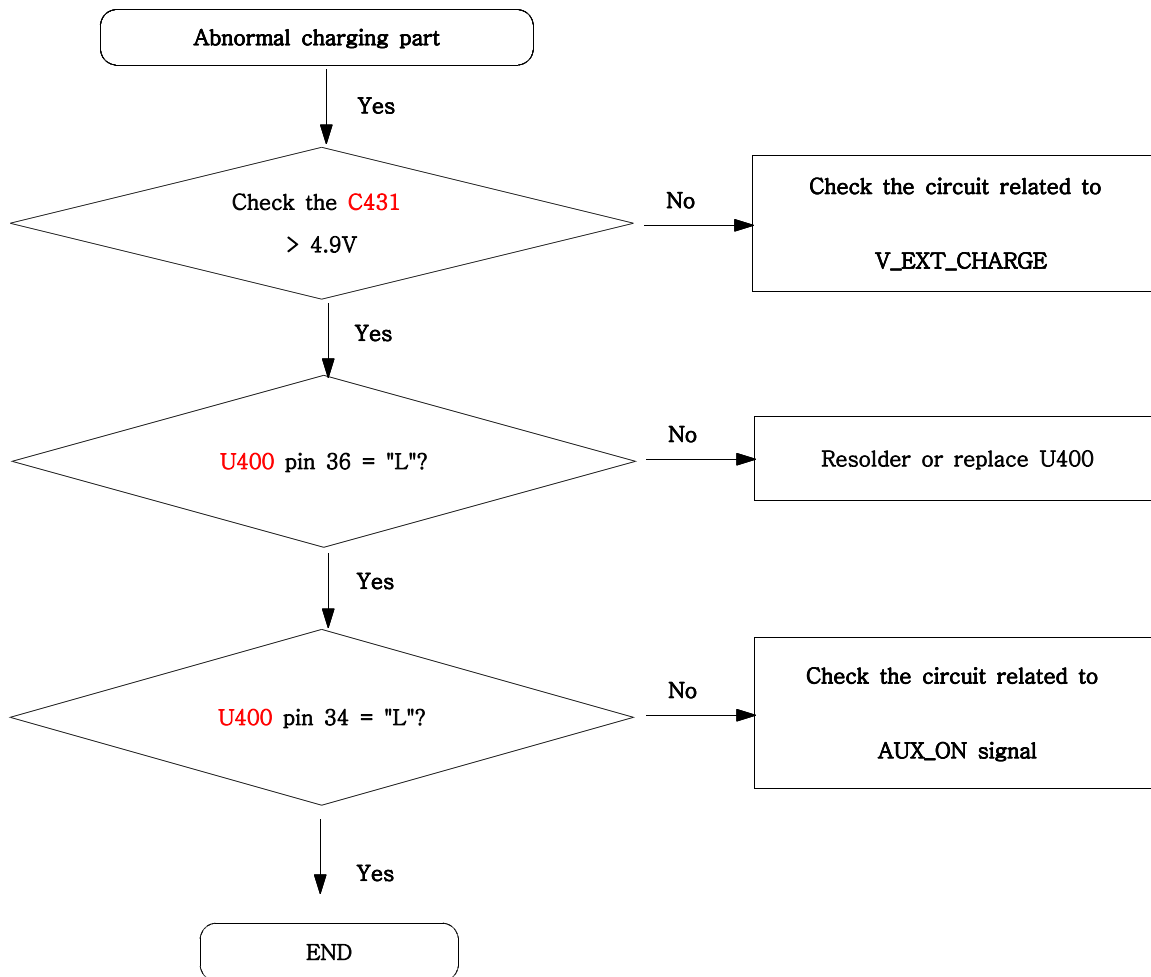 Abnormal charging part
Yes
Check the C431
> 4.9V
No
Check the circuit related to
V_EXT_CHARGE
Yes
U400 pin 36 = "L"?
No
Resolder or replace U400
Yes
U400 pin 34 = "L"?
No
Check the circuit related to
AUX_ON signal
Yes
END